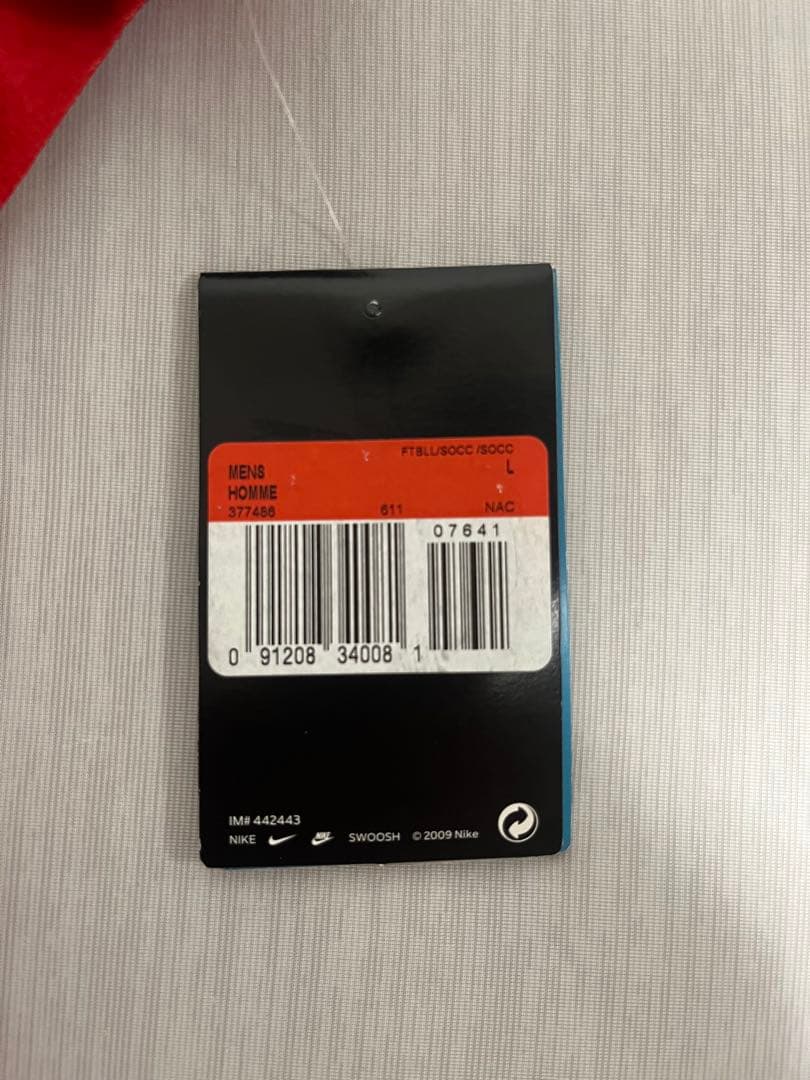 FTBLL/SOCC /SOCC
MENS L
HOMME
377486 611 NAC
07641
0 91208 34008 1
IM# 442443
NIKE NIKE SWOOSH © 2009 Nike